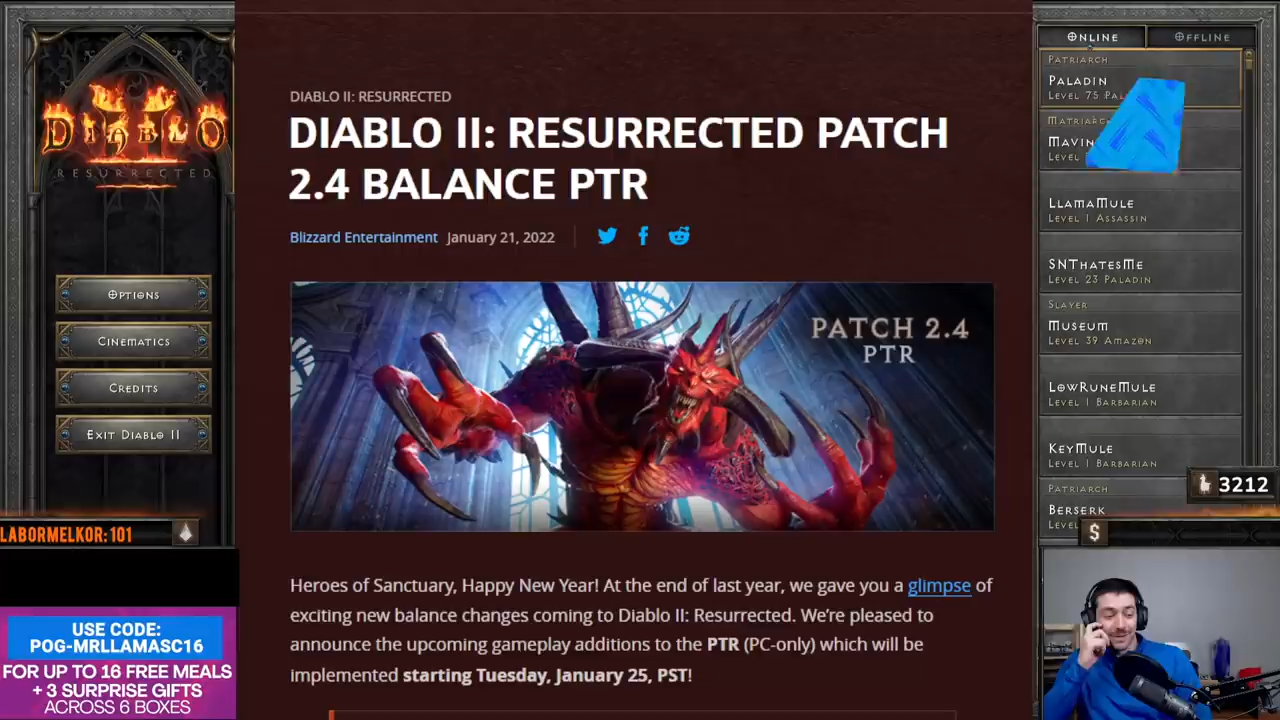 DIABLO
II
RESURRECTED
OPTIONS
CINEMATICS
CREDITS
EXIT DIABLO II
LABORMELKOR: 101
USE CODE:
POG-MRLLAMASC16
FOR UP TO 16 FREE MEALS
+ 3 SURPRISE GIFTS
ACROSS 6 BOXES
DIABLO II: RESURRECTED
DIABLO II: RESURRECTED PATCH
2.4 BALANCE PTR
Blizzard Entertainment January 21, 2022
PATCH 2.4
PTR
Heroes of Sanctuary, Happy New Year! At the end of last year, we gave you a glimpse of
exciting new balance changes coming to Diablo II: Resurrected. We’re pleased to
announce the upcoming gameplay additions to the PTR (PC-only) which will be
implemented starting Tuesday, January 25, PST!
ONLINE OFFLINE
PATRIARCH
PALADIN
LEVEL 75
MATRIARCH
LEVEL
LLAMAMULE
LEVEL 1 ASSASSIN
SNTHATESME
LEVEL 23 PALADIN
SLAYER
MUSEUM
LEVEL 39 AMAZON
LOWRUNEMULE
LEVEL 1 BARBARIAN
KEYMULE
LEVEL 1 BARBARIAN
3212
PATRIARCH
BERSERK
LEVEL
$